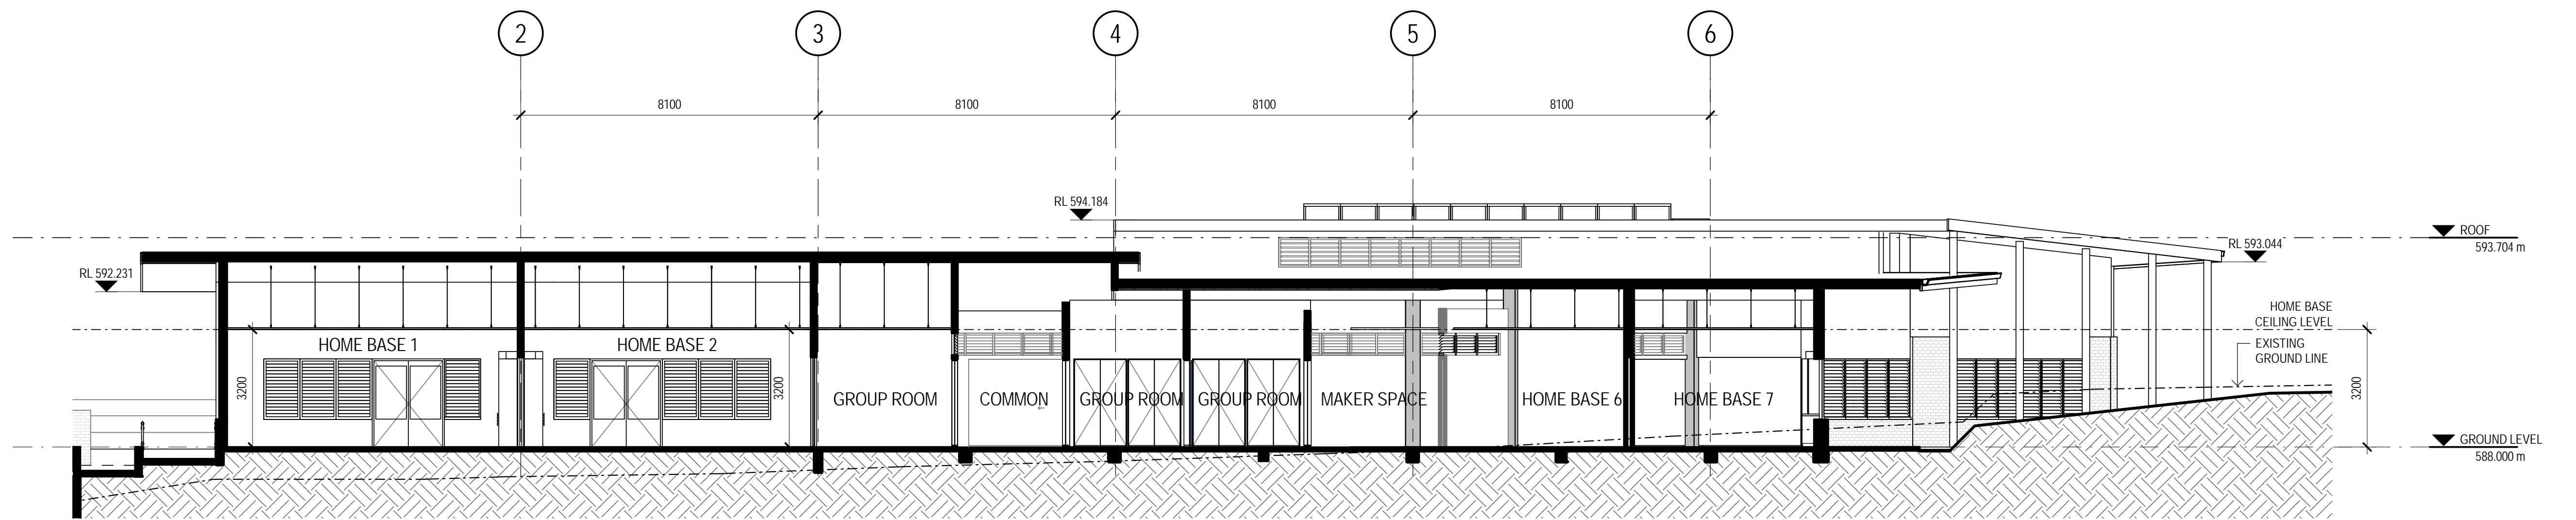 2
3
4
5
6
8100
8100
8100
8100
RL 594.184
ROOF
593.704 m
RL 593.044
RL 592.231
HOME BASE
CEILING LEVEL
EXISTING
GROUND LINE
HOME BASE 1
HOME BASE 2
3200
3200
3200
GROUP ROOM
COMMON
GROUP ROOM
GROUP ROOM
MAKER SPACE
HOME BASE 6
HOME BASE 7
GROUND LEVEL
588.000 m